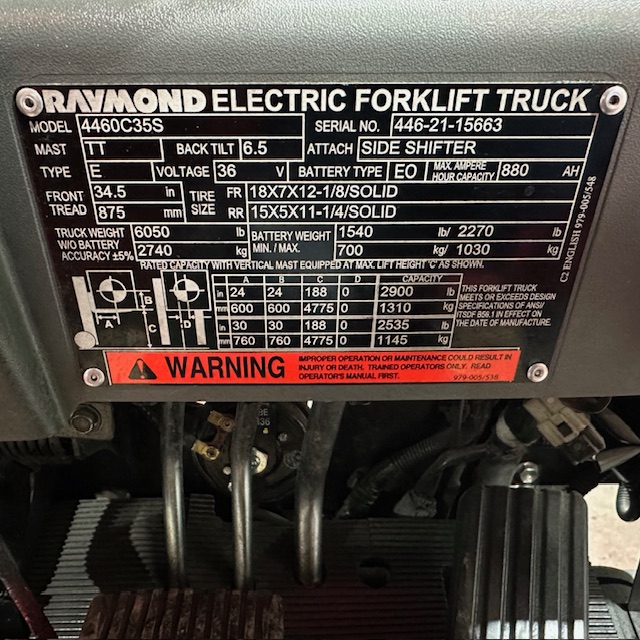 RAYMOND ELECTRIC FORKLIFT TRUCK
MODEL 4460C35S SERIAL NO. 446-21-15663
MAST TT BACK TILT 6.5 ATTACH SIDE SHIFTER
TYPE E VOLTAGE 36 V BATTERY TYPE EO MAX. AMPERE HOUR CAPACITY 880 AH
FRONT TREAD 34.5 in TIRE SIZE FR 18X7X12-1/8/SOLID
875 mm RR 15X5X11-1/4/SOLID
TRUCK WEIGHT W/O BATTERY ACCURACY ±5% 6050 lb BATTERY WEIGHT MIN. / MAX. 1540 lb/ 2270 lb
2740 kg 700 kg/ 1030 kg
RATED CAPACITY WITH VERTICAL MAST EQUIPPED AT MAX. LIFT HEIGHT 'C' AS SHOWN.
A B C D CAPACITY
in 24 24 188 0 2900 lb
mm 600 600 4775 0 1310 kg
in 30 30 188 0 2535 lb
mm 760 760 4775 0 1145 kg
A B C D
THIS FORKLIFT TRUCK
MEETS OR EXCEEDS DESIGN
SPECIFICATIONS OF ANSI/
ITSDF B56.1 IN EFFECT ON
THE DATE OF MANUFACTURE.
C2 ENGLISH 979-005/548
WARNING
IMPROPER OPERATION OR MAINTENANCE COULD RESULT IN
INJURY OR DEATH. TRAINED OPERATORS ONLY. READ
OPERATOR'S MANUAL FIRST. 979-005/538